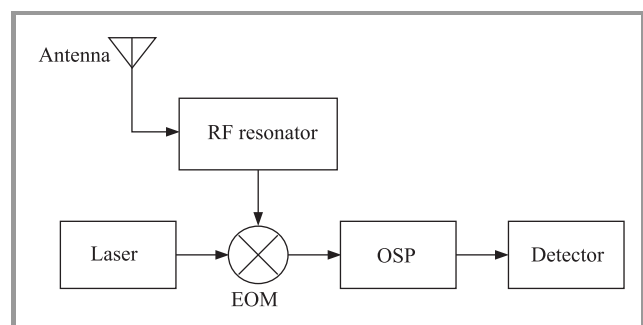 Antenna
RF resonator
Laser
EOM
OSP
Detector